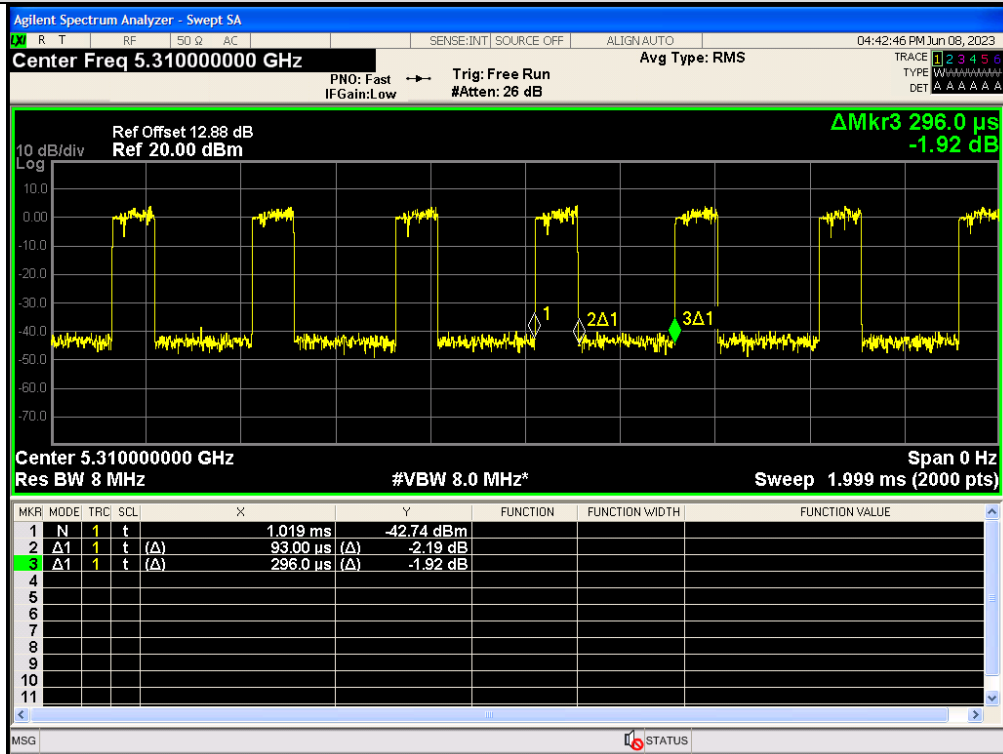 Agilent Spectrum Analyzer - Swept SA
LXI R T RF 50 Ω AC SENSE:INT SOURCE OFF ALIGN AUTO 04:42:46 PM Jun 08, 2023
Center Freq 5.310000000 GHz Avg Type: RMS TRACE 1 2 3 4 5 6
PNO: Fast Trig: Free Run TYPE W
IFGain:Low #Atten: 26 dB DET A A A A A A
ΔMkr3 296.0 µs
-1.92 dB
Ref Offset 12.88 dB
10 dB/div Ref 20.00 dBm
Log
10.0
0.00
-10.0
-20.0
-30.0
1 2Δ1 3Δ1
-40.0
-50.0
-60.0
-70.0
Center 5.310000000 GHz Span 0 Hz
Res BW 8 MHz #VBW 8.0 MHz* Sweep 1.999 ms (2000 pts)
MKR MODE TRC SCL X Y FUNCTION FUNCTION WIDTH FUNCTION VALUE
1 N 1 t 1.019 ms -42.74 dBm
2 Δ1 1 t (Δ) 93.00 µs (Δ) -2.19 dB
3 Δ1 1 t (Δ) 296.0 µs (Δ) -1.92 dB
4
5
6
7
8
9
10
11
MSG STATUS